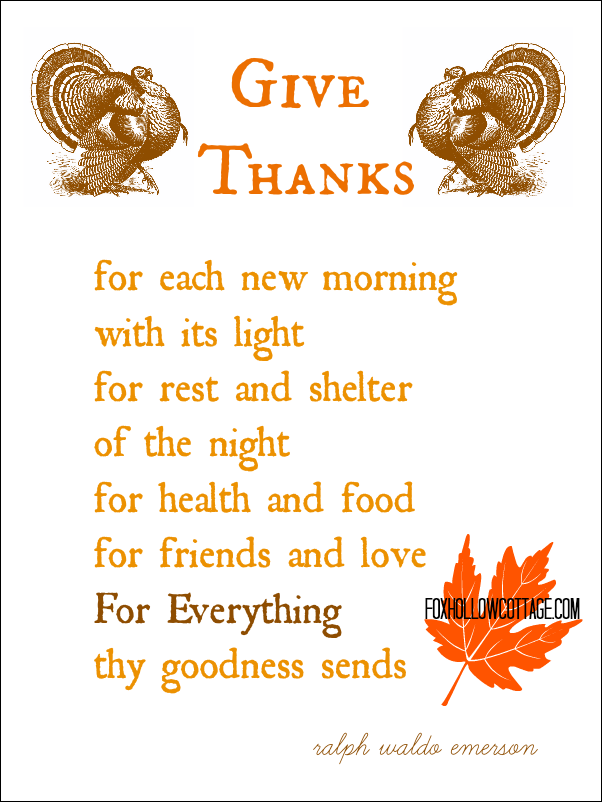 GIVE
THANKS
for each new morning
with its light
for rest and shelter
of the night
for health and food
for friends and love
For Everything
thy goodness sends
FOXHOLLOWCOTTAGE.COM
ralph waldo emerson